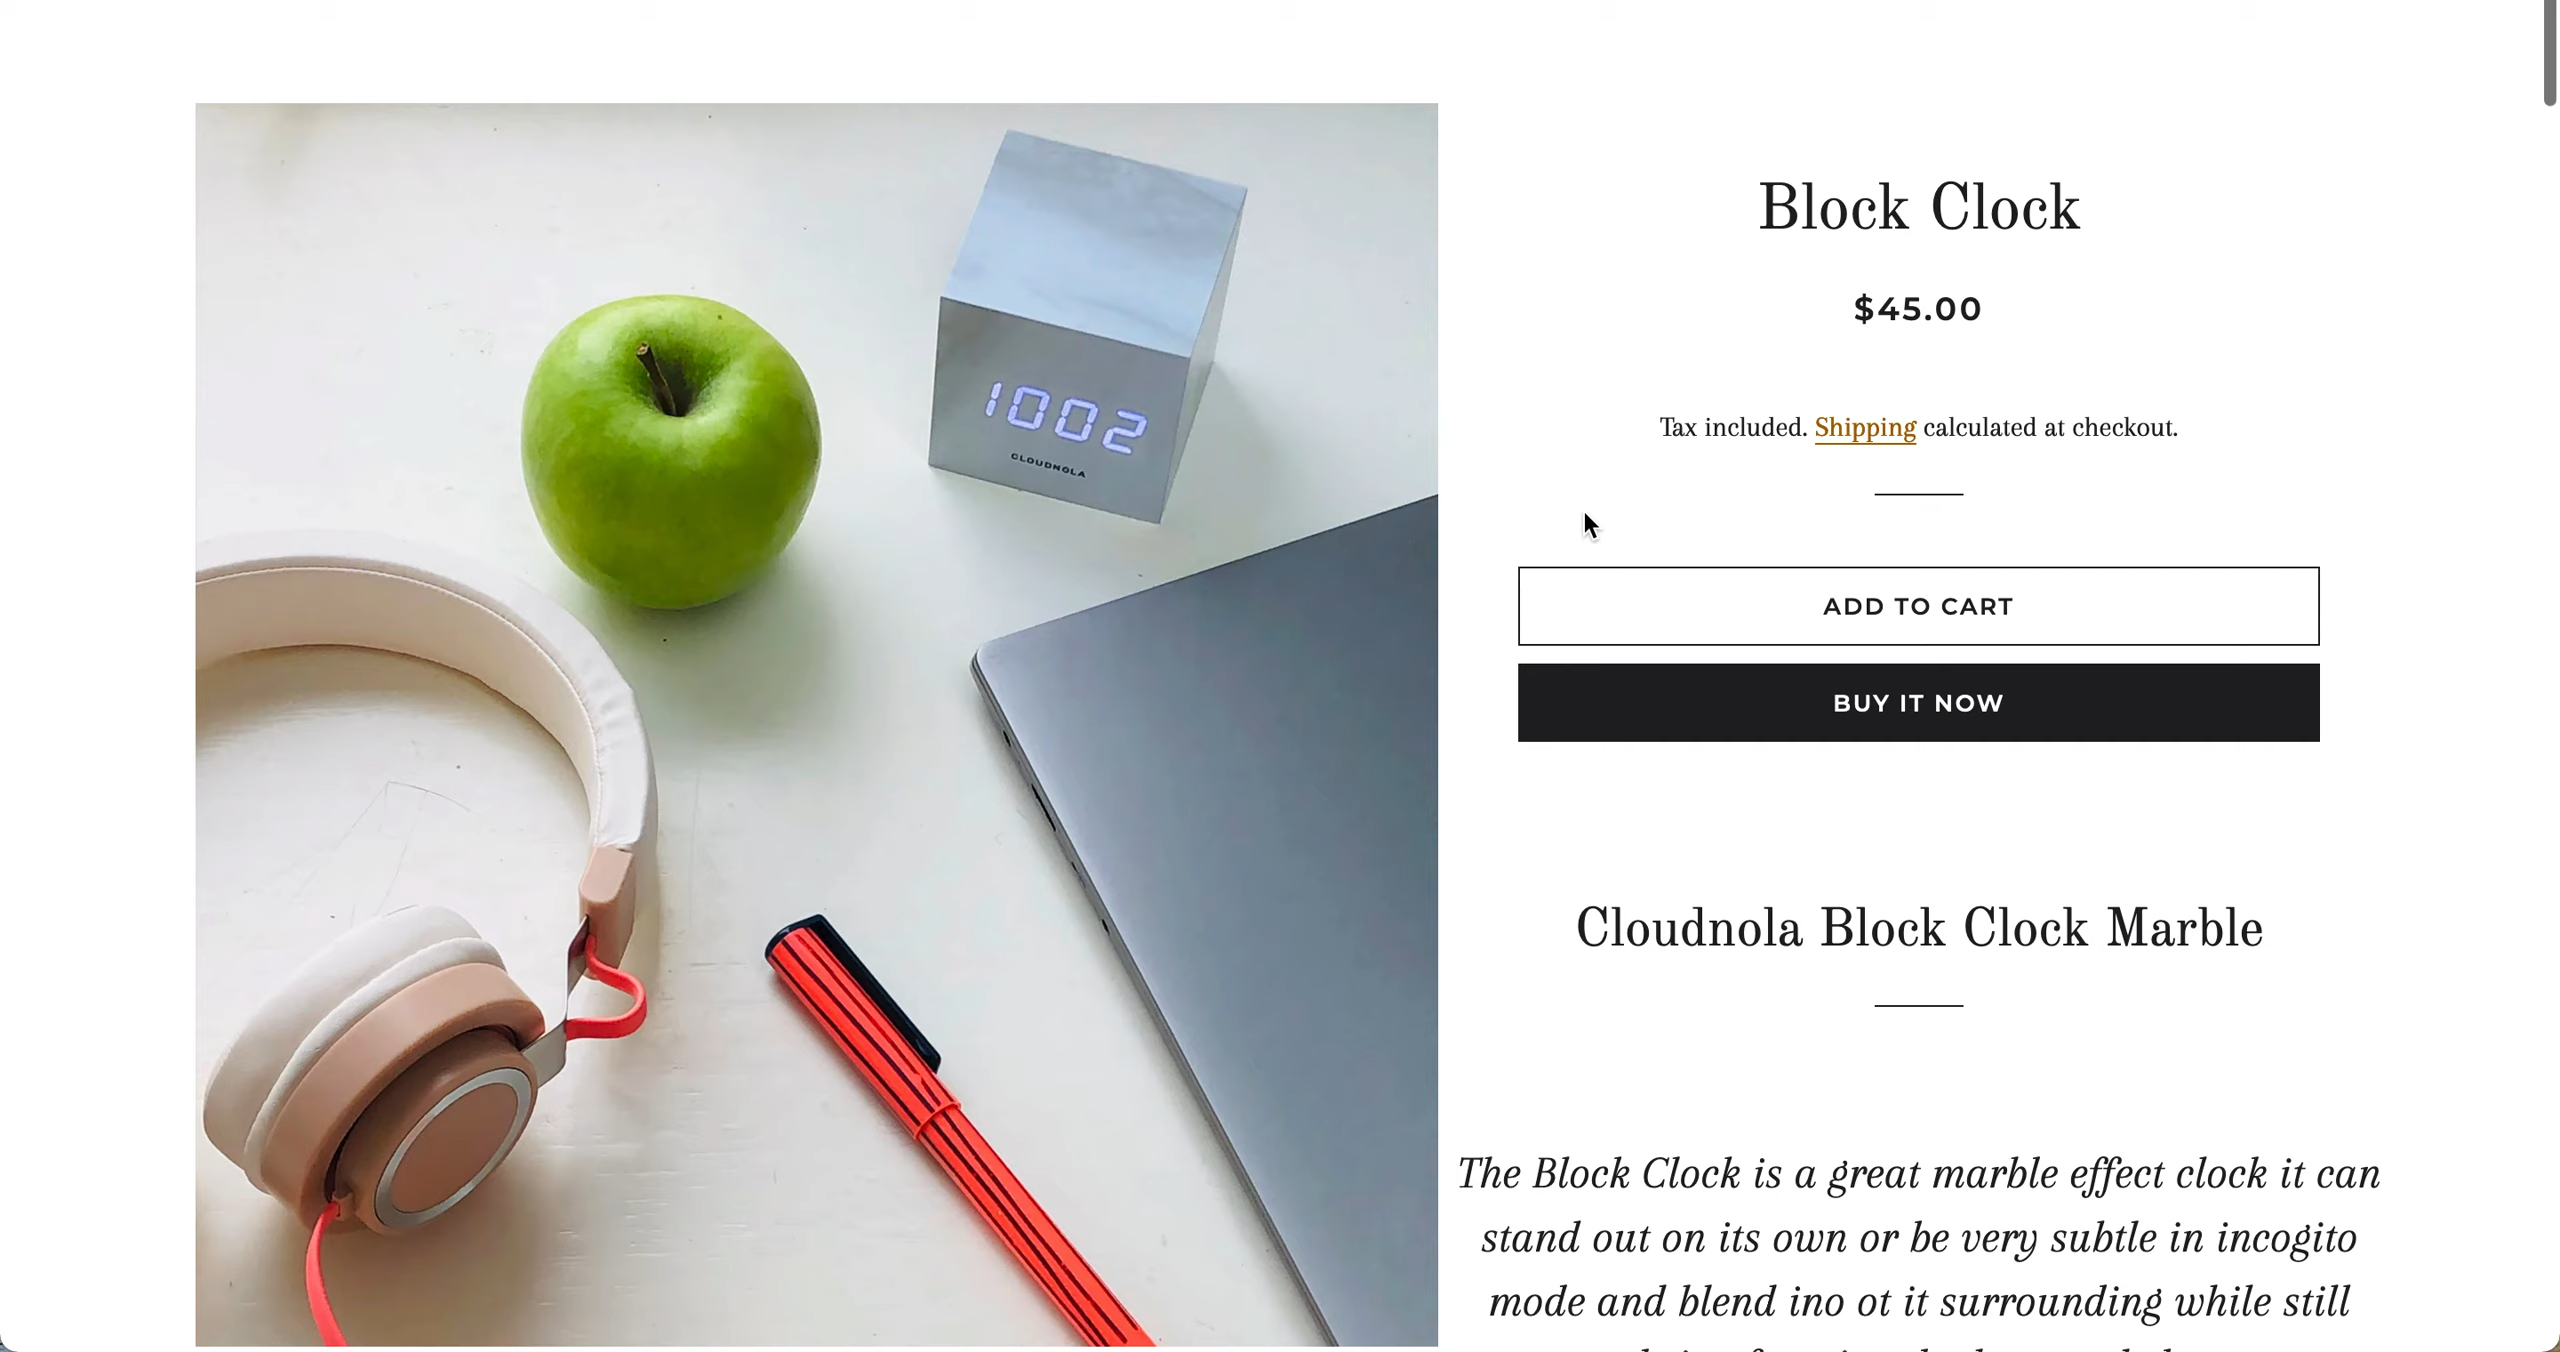 1002
CLOUDNOLA
Block Clock
$45.00
Tax included. Shipping calculated at checkout.
ADD TO CART
BUY IT NOW
Cloudnola Block Clock Marble
The Block Clock is a great marble effect clock it can
stand out on its own or be very subtle in incogito
mode and blend ino ot it surrounding while still